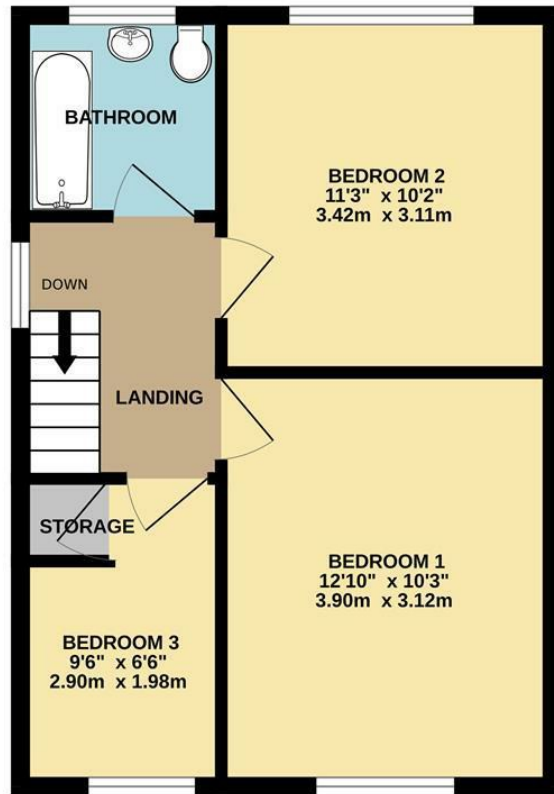 BATHROOM
BEDROOM 2
11'3" x 10'2"
3.42m x 3.11m
DOWN
LANDING
STORAGE
BEDROOM 1
12'10" x 10'3"
3.90m x 3.12m
BEDROOM 3
9'6" x 6'6"
2.90m x 1.98m